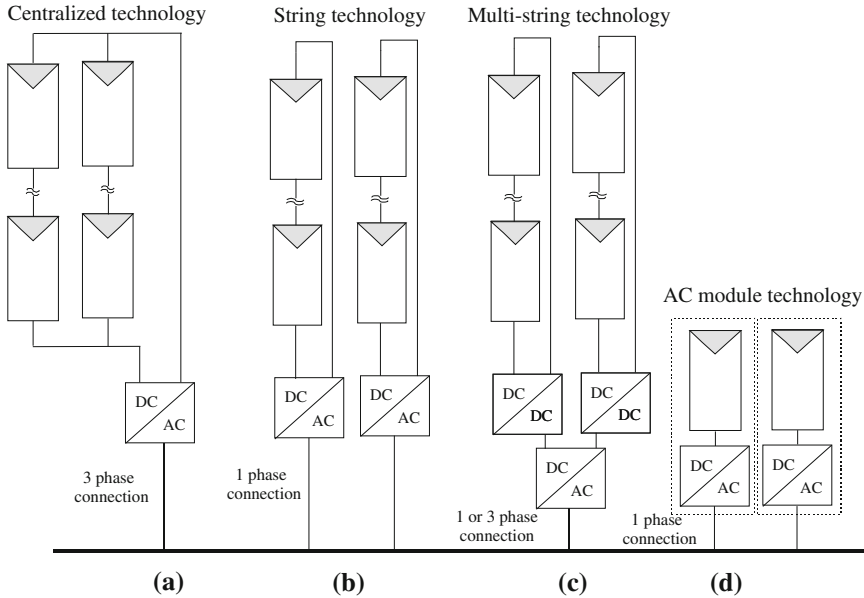 Centralized technology
String technology
Multi-string technology
AC module technology
DC
AC
3 phase
connection
DC
AC
DC
AC
1 phase
connection
DC
DC
DC
DC
DC
AC
1 or 3 phase
connection
DC
AC
DC
AC
1 phase
connection
(a)
(b)
(c)
(d)